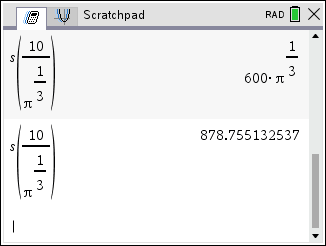 Scratchpad RAD
s(10/π^(1/3)) 600·π^(1/3)
s(10/π^(1/3)) 878.755132537